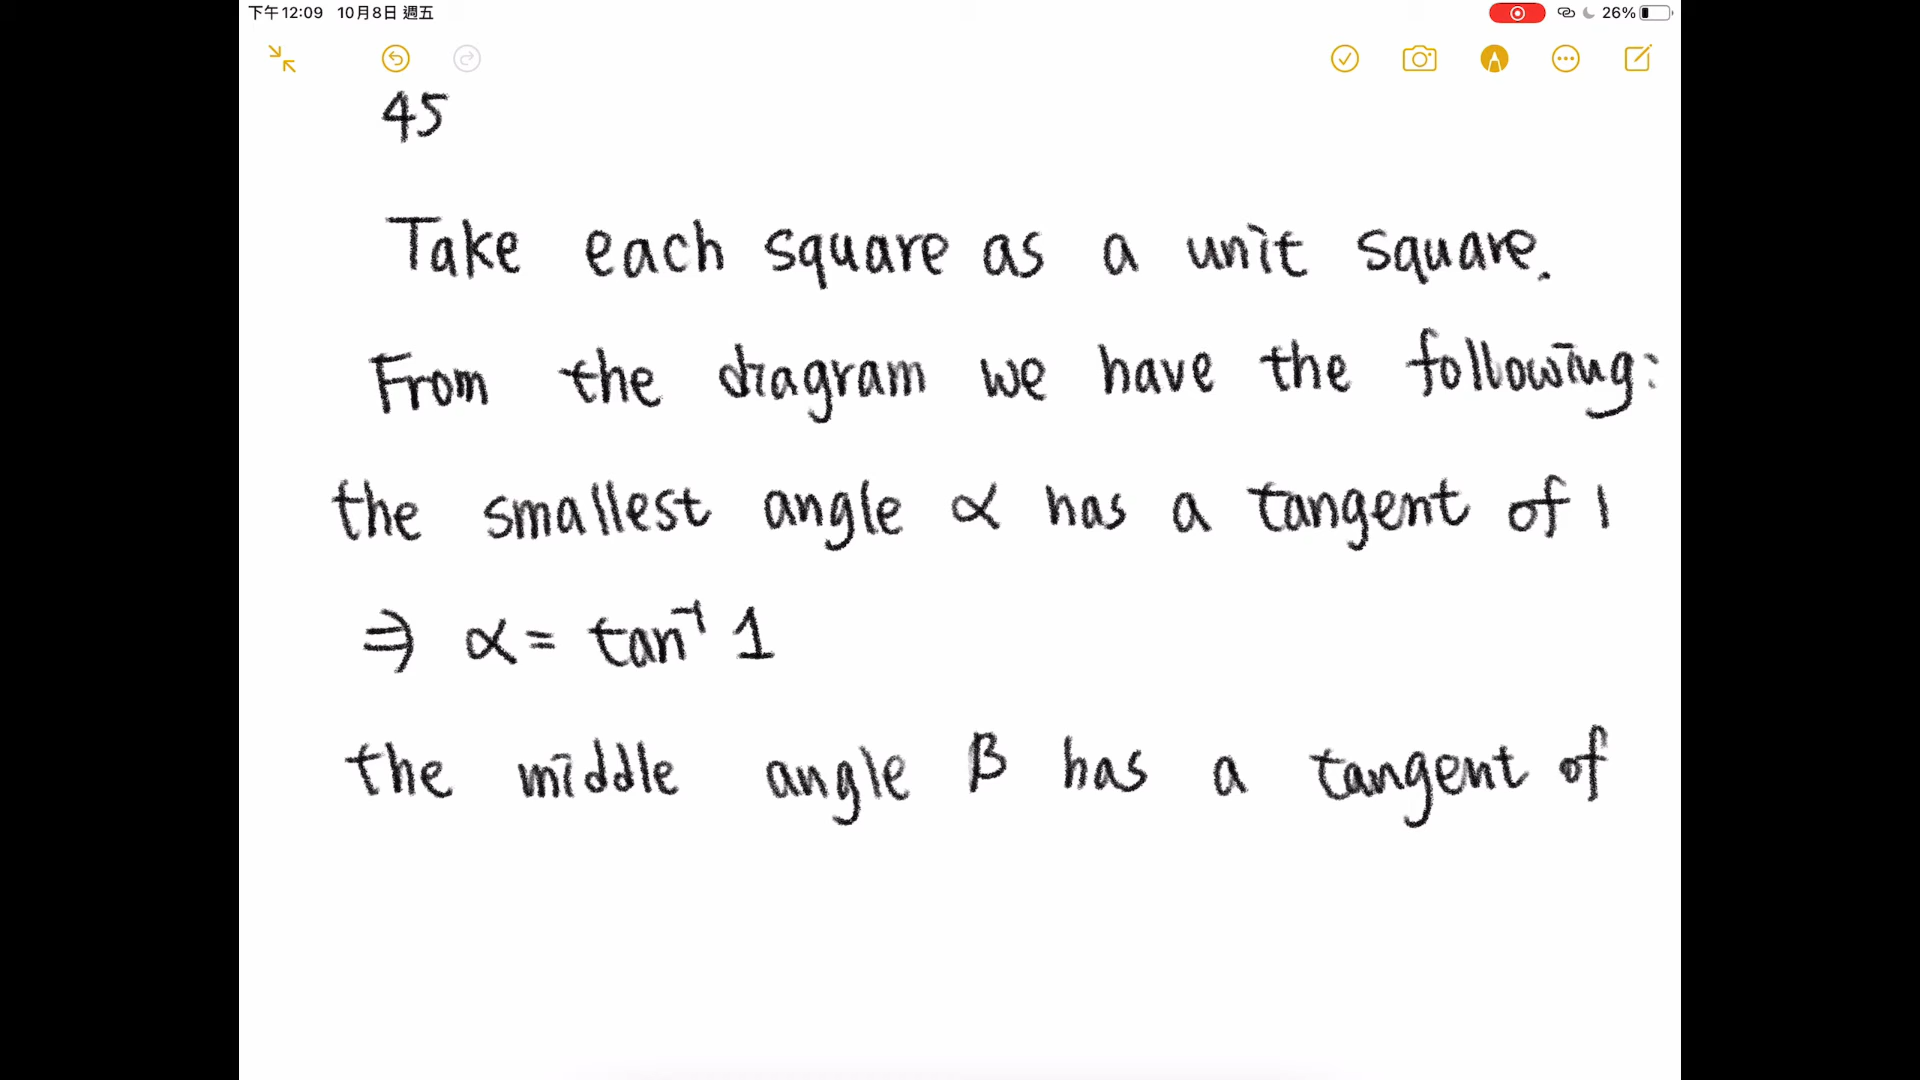 下午12:09 10月8日 週五 26%
45
Take each square as a unit square.
From the diagram we have the following:
the smallest angle α has a tangent of 1
⇒ α = tan⁻¹ 1
the middle angle β has a tangent of